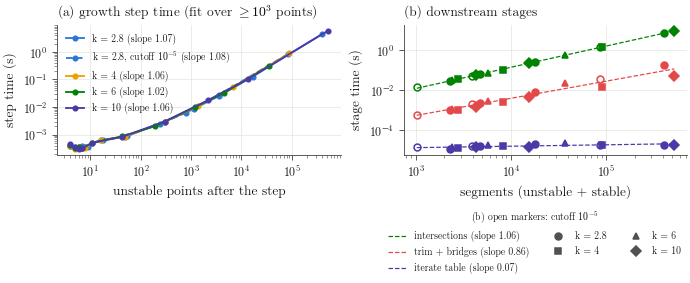 (a) growth step time (fit over ≥10³ points)
k = 2.8 (slope 1.07)
k = 2.8, cutoff 10⁻⁵ (slope 1.08)
k = 4 (slope 1.06)
k = 6 (slope 1.02)
k = 10 (slope 1.06)
step time (s)
10⁰
10⁻¹
10⁻²
10⁻³
10¹
10²
10³
10⁴
10⁵
unstable points after the step
(b) downstream stages
stage time (s)
10⁰
10⁻²
10⁻⁴
10³
10⁴
10⁵
segments (unstable + stable)
(b) open markers: cutoff 10⁻⁵
intersections (slope 1.06)
trim + bridges (slope 0.86)
iterate table (slope 0.07)
k = 2.8
k = 4
k = 6
k = 10